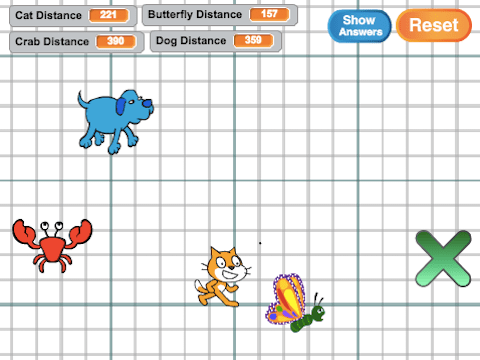 Cat Distance 221
Butterfly Distance 157
Crab Distance 390
Dog Distance 359
Show
Answers
Reset